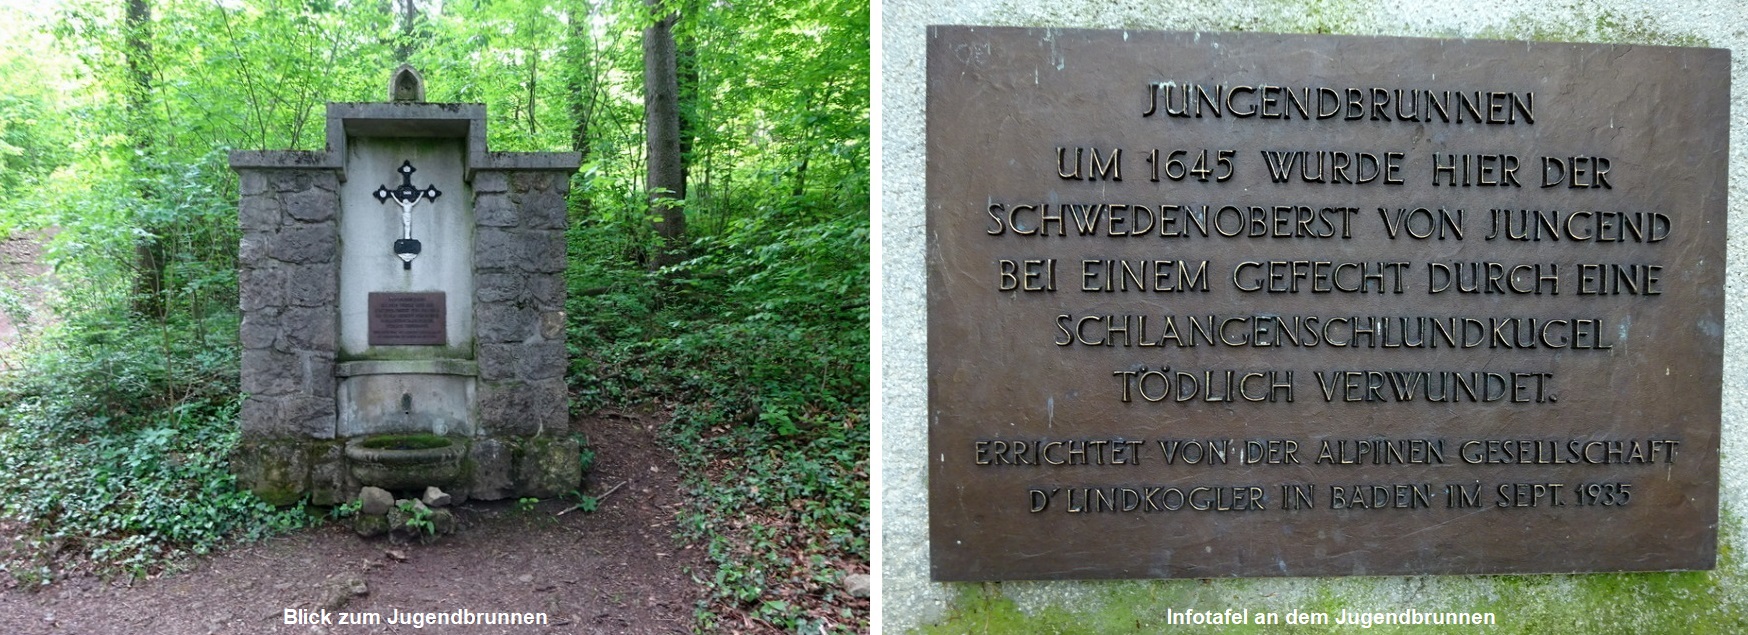 Blick zum Jugendbrunnen
JUNGENDBRUNNEN
UM 1645 WURDE HIER DER
SCHWEDENOBERST VON JUNGEND
BEI EINEM GEFECHT DURCH EINE
SCHLANGENSCHLUNDKUGEL
TÖDLICH VERWUNDET.
ERRICHTET VON DER ALPINEN GESELLSCHAFT
D´LINDKOGLER IN BADEN IM SEPT. 1935
Infotafel an dem Jugendbrunnen